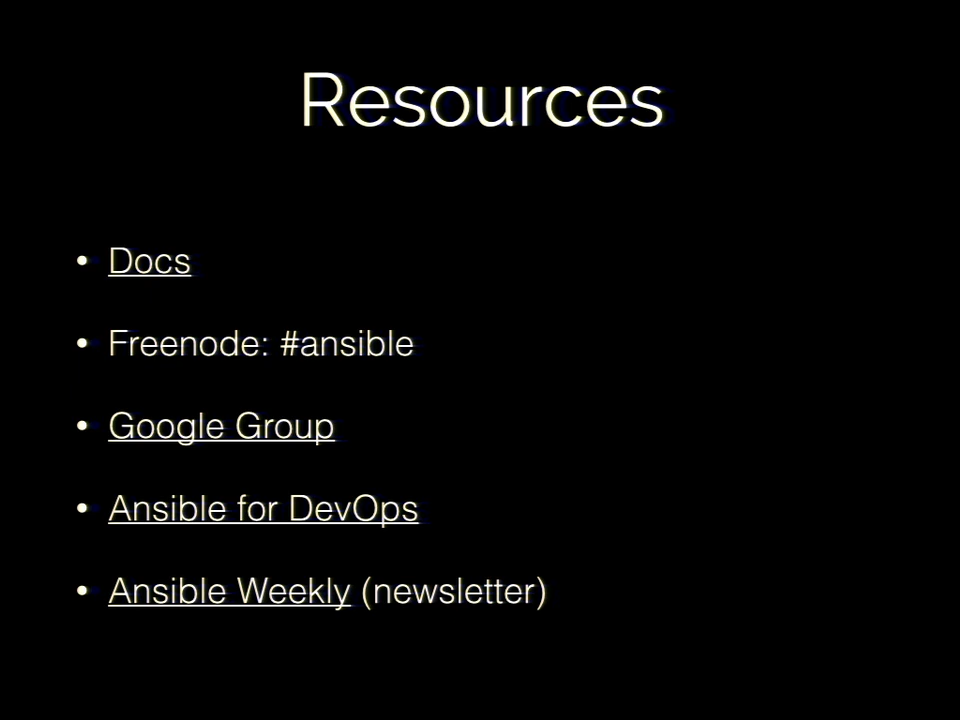 Resources
• Docs
• Freenode: #ansible
• Google Group
• Ansible for DevOps
• Ansible Weekly (newsletter)